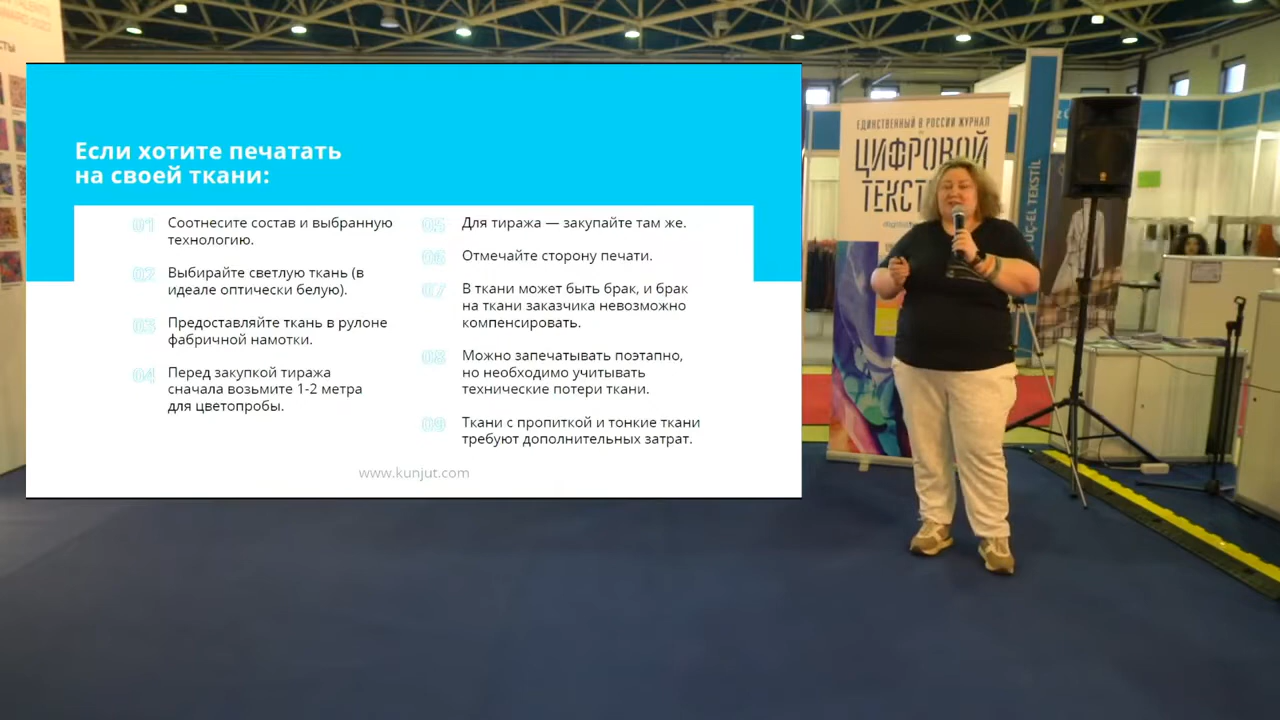 Если хотите печатать
на своей ткани:
01 Соотнесите состав и выбранную
технологию.
02 Выбирайте светлую ткань (в
идеале оптически белую).
03 Предоставляйте ткань в рулоне
фабричной намотки.
04 Перед закупкой тиража
сначала возьмите 1-2 метра
для цветопробы.
05 Для тиража — закупайте там же.
06 Отмечайте сторону печати.
07 В ткани может быть брак, и брак
на ткани заказчика невозможно
компенсировать.
08 Можно запечатывать поэтапно,
но необходимо учитывать
технические потери ткани.
09 Ткани с пропиткой и тонкие ткани
требуют дополнительных затрат.
www.kunjut.com
ЕДИНСТВЕННЫЙ В РОССИИ ЖУРНАЛ
ЦИФРОВОЙ
ТЕКСТ
UÇ-EL TEKSTİL